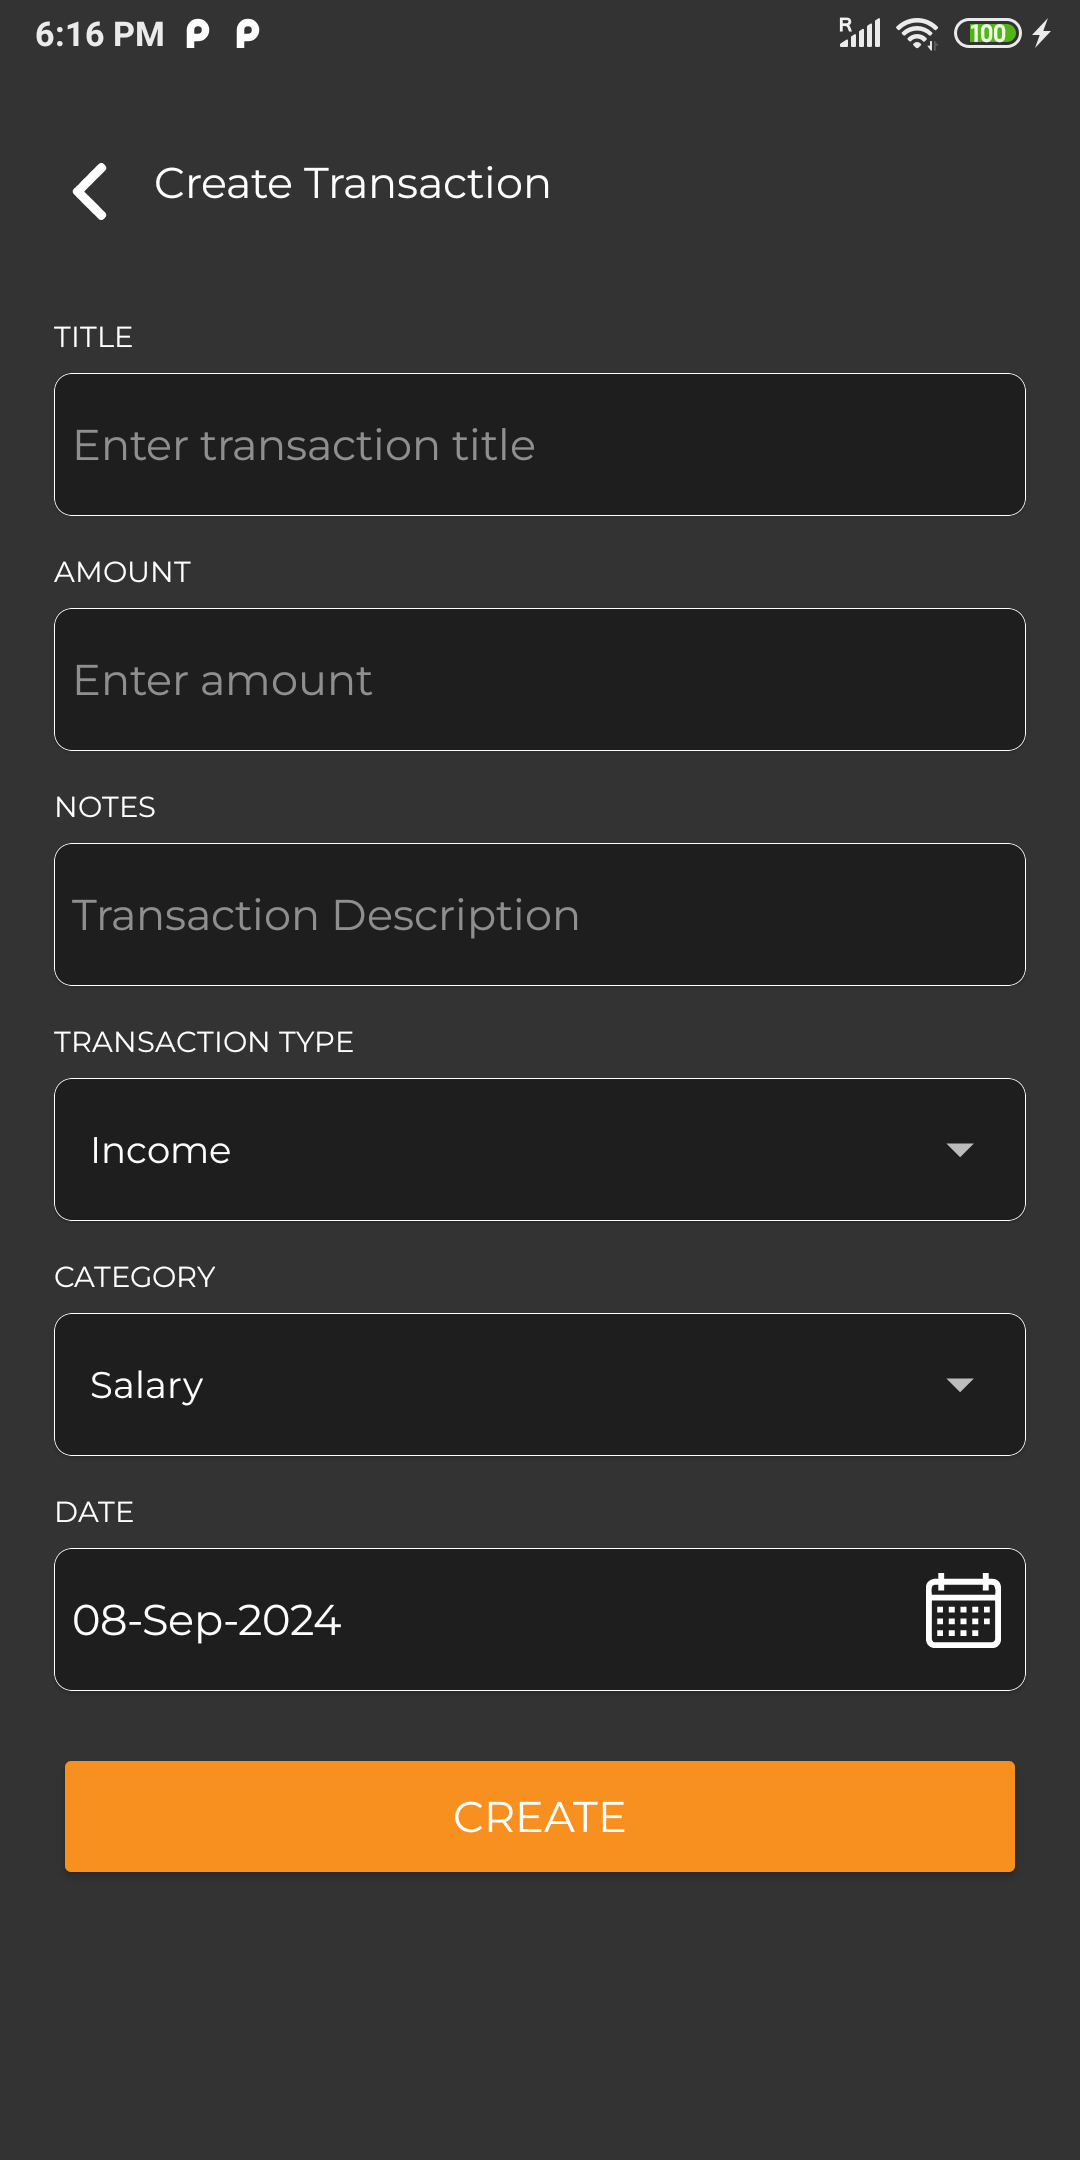 6:16 PM
R
100
Create Transaction
TITLE
Enter transaction title
AMOUNT
Enter amount
NOTES
Transaction Description
TRANSACTION TYPE
Income
CATEGORY
Salary
DATE
08-Sep-2024
CREATE